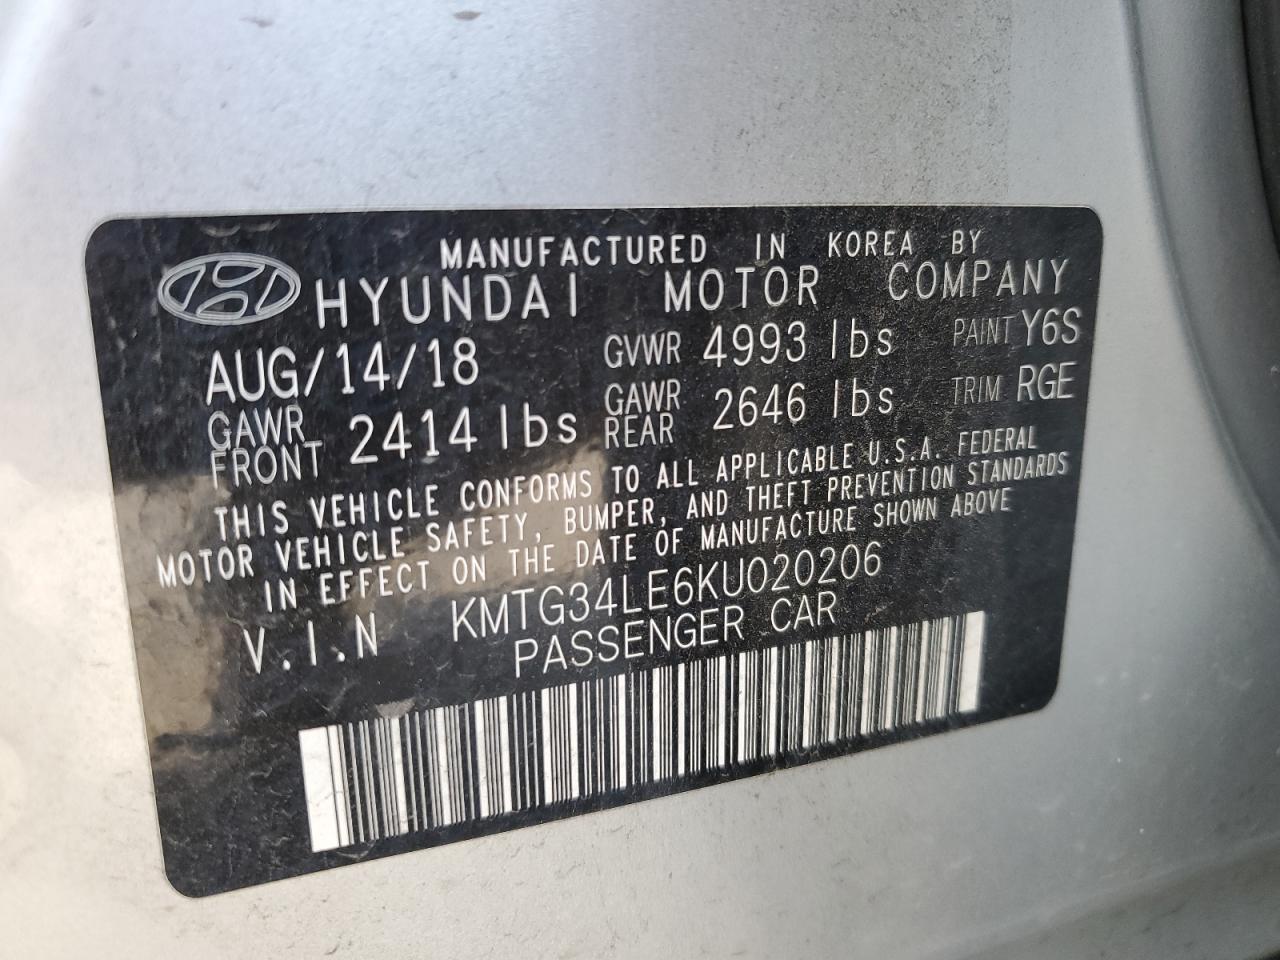 MANUFACTURED IN KOREA BY
HYUNDAI MOTOR COMPANY
AUG/14/18 GVWR 4993 lbs PAINT Y6S
GAWR FRONT 2414 lbs GAWR REAR 2646 lbs TRIM RGE
THIS VEHICLE CONFORMS TO ALL APPLICABLE U.S.A. FEDERAL
MOTOR VEHICLE SAFETY, BUMPER, AND THEFT PREVENTION STANDARDS
IN EFFECT ON THE DATE OF MANUFACTURE SHOWN ABOVE
V.I.N KMTG34LE6KU020206
PASSENGER CAR